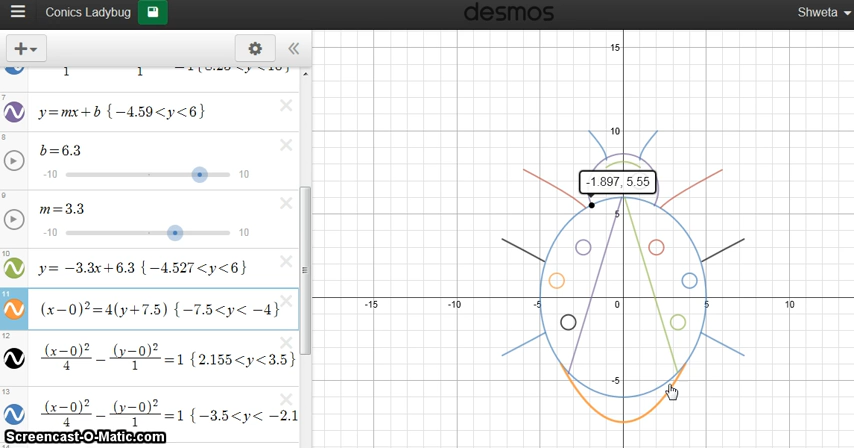 Conics Ladybug
desmos
Shweta
1 1
7
y=mx+b {−4.59<y<6}
8
b=6.3
-10 10
9
m=3.3
-10 10
10
y= −3.3x+6.3 {−4.527<y<6}
11
(x−0)²=4(y+7.5) {−7.5<y< −4}
12
(x−0)²/4 − (y−0)²/1 =1 {2.155<y<3.5}
13
(x−0)²/4 − (y−0)²/1 =1 {−3.5<y< −2.1
15
10
-1.897, 5.55
5
-15 -10 -5 0 5 10
-5
Screencast-O-Matic.com